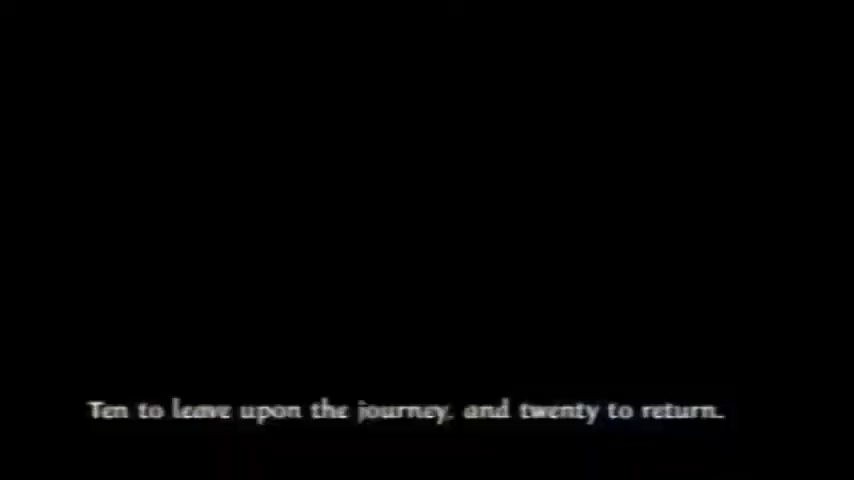 Ten to leave upon the journey, and twenty to return.